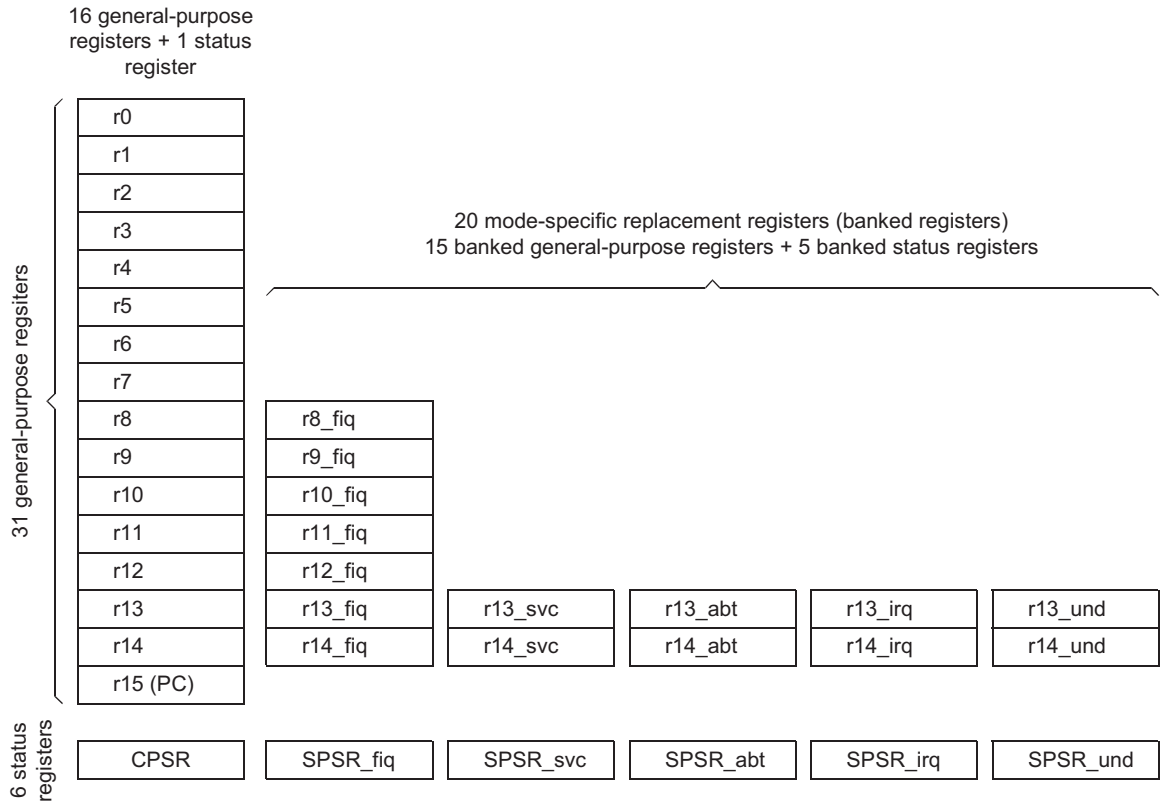 16 general-purpose
registers + 1 status
register
31 general-purpose regsiters
r0
r1
r2
r3
r4
r5
r6
r7
r8
r9
r10
r11
r12
r13
r14
r15 (PC)
20 mode-specific replacement registers (banked registers)
15 banked general-purpose registers + 5 banked status registers
r8_fiq
r9_fiq
r10_fiq
r11_fiq
r12_fiq
r13_fiq r13_svc r13_abt r13_irq r13_und
r14_fiq r14_svc r14_abt r14_irq r14_und
6 status
registers
CPSR SPSR_fiq SPSR_svc SPSR_abt SPSR_irq SPSR_und